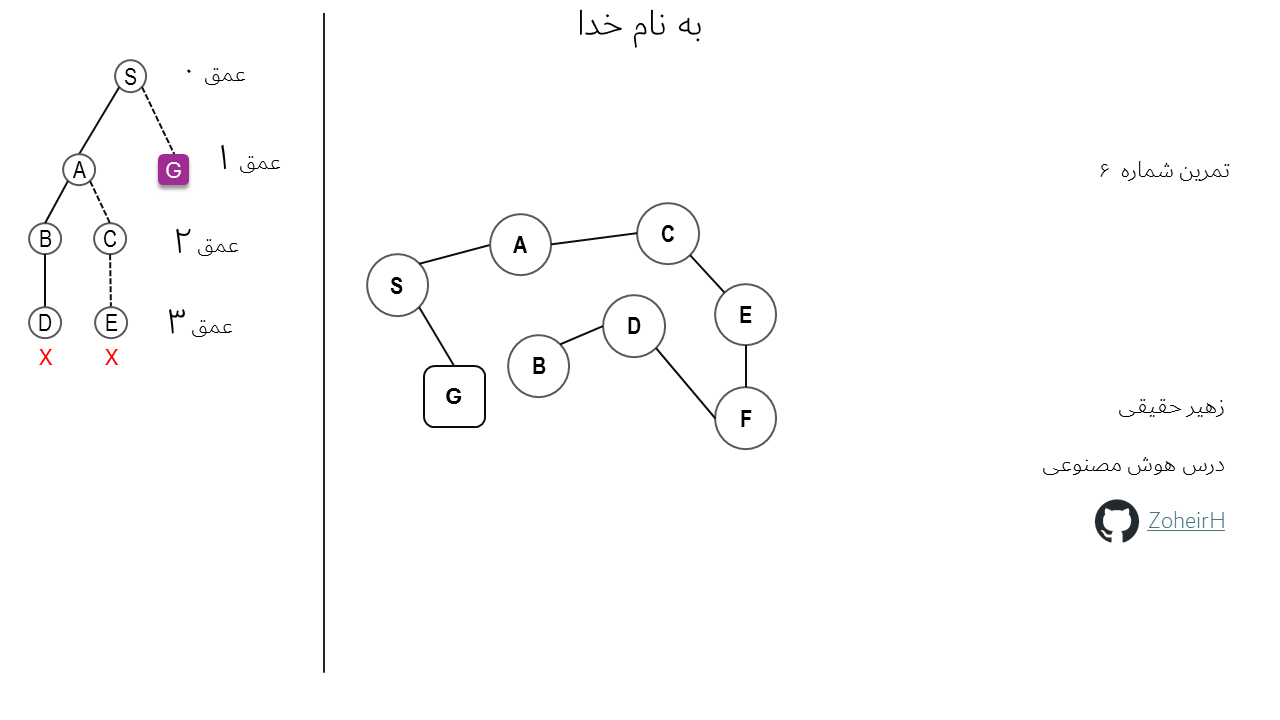 به نام خدا
تمرین شماره ۶
زهیر حقیقی
درس هوش مصنوعی
ZoheirH
S
A
C
E
D
B
G
F
S
عمق ۰
A
G
عمق ۱
B
C
عمق ۲
D
E
عمق ۳
X
X